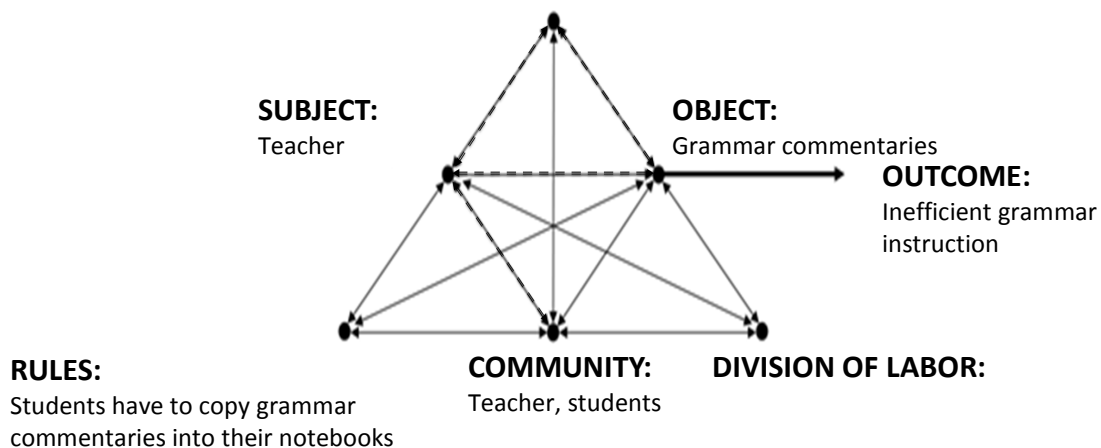 SUBJECT:
Teacher
OBJECT:
Grammar commentaries
OUTCOME:
Inefficient grammar
instruction
RULES:
Students have to copy grammar
commentaries into their notebooks
COMMUNITY:
Teacher, students
DIVISION OF LABOR: